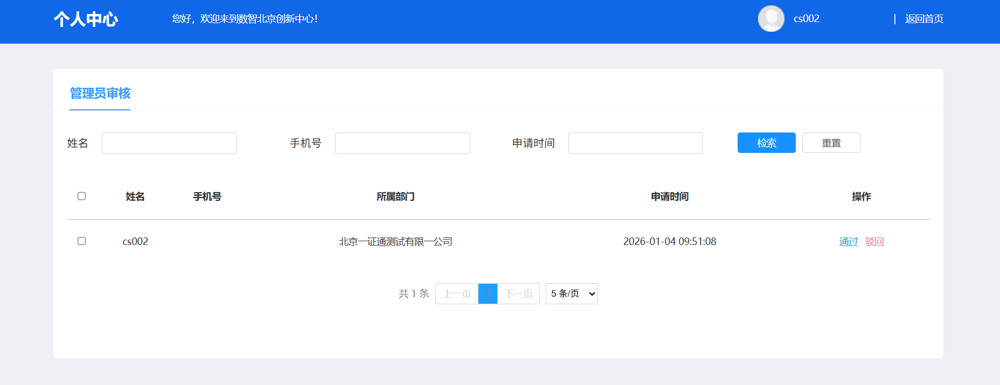 个人中心 您好，欢迎来到数智北京创新中心！ cs002 | 返回首页
管理员审核
姓名 手机号 申请时间 检索 重置
姓名 手机号 所属部门 申请时间 操作
cs002 北京一证通测试有限一公司 2026-01-04 09:51:08 通过 驳回
共 1 条 上一页 1 下一页 5 条/页